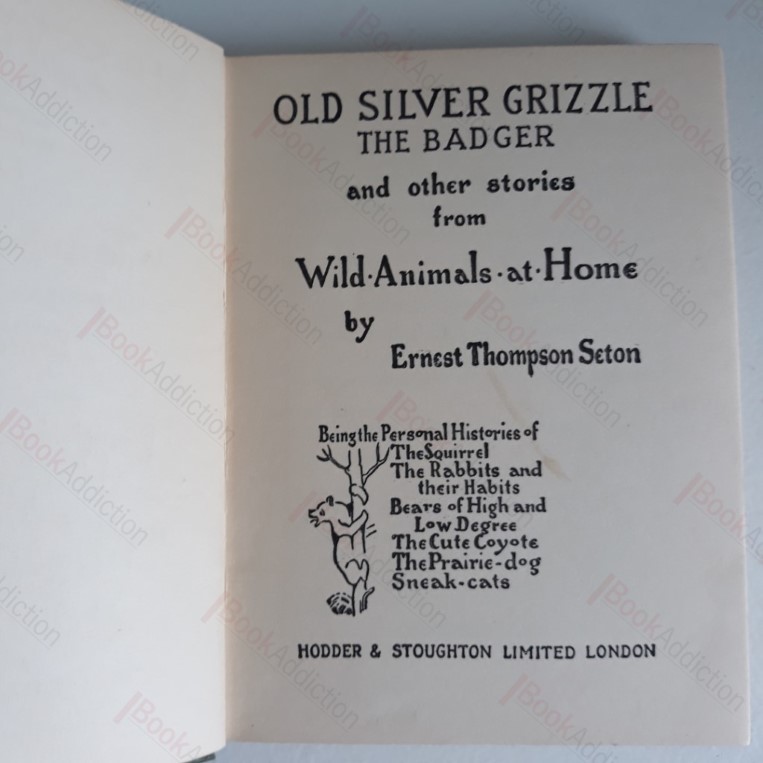 OLD SILVER GRIZZLE
THE BADGER
and other stories
from
Wild·Animals·at·Home
by
Ernest Thompson Seton
Being the Personal Histories of
The Squirrel
The Rabbits and
their Habits
Bears of High and
Low Degree
The Cute Coyote
The Prairie-dog
Sneak-cats
HODDER & STOUGHTON LIMITED LONDON
BookAddiction